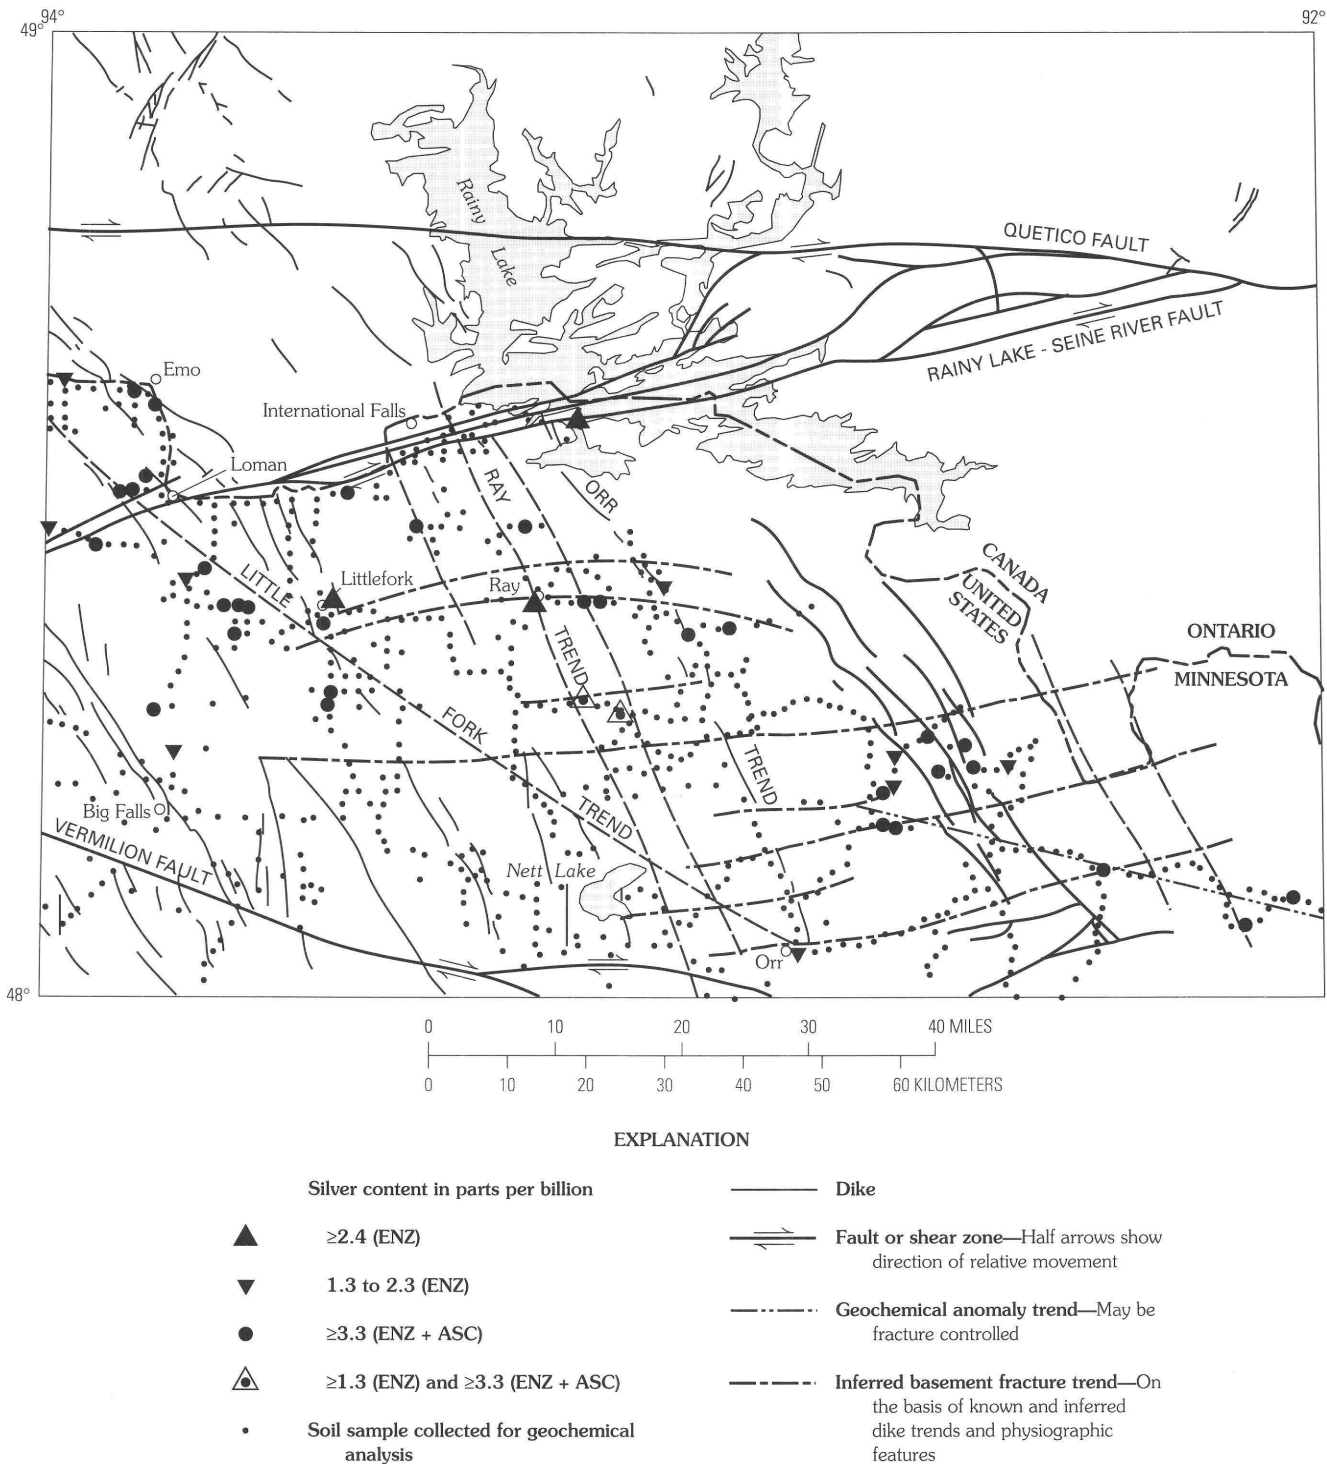 94°
92°
49°
Rainy
Lake
QUETICO FAULT
RAINY LAKE - SEINE RIVER FAULT
Emo
International Falls
Loman
RAY
ORR
CANADA
UNITED
STATES
LITTLE
Littlefork
Ray
TREND
ONTARIO
MINNESOTA
FORK
TREND
TREND
Big Falls
VERMILION FAULT
Nett Lake
Orr
48°
0 10 20 30 40 MILES
0 10 20 30 40 50 60 KILOMETERS
EXPLANATION
Silver content in parts per billion
≥2.4 (ENZ)
1.3 to 2.3 (ENZ)
≥3.3 (ENZ + ASC)
≥1.3 (ENZ) and ≥3.3 (ENZ + ASC)
Soil sample collected for geochemical
analysis
Dike
Fault or shear zone—Half arrows show
direction of relative movement
Geochemical anomaly trend—May be
fracture controlled
Inferred basement fracture trend—On
the basis of known and inferred
dike trends and physiographic
features